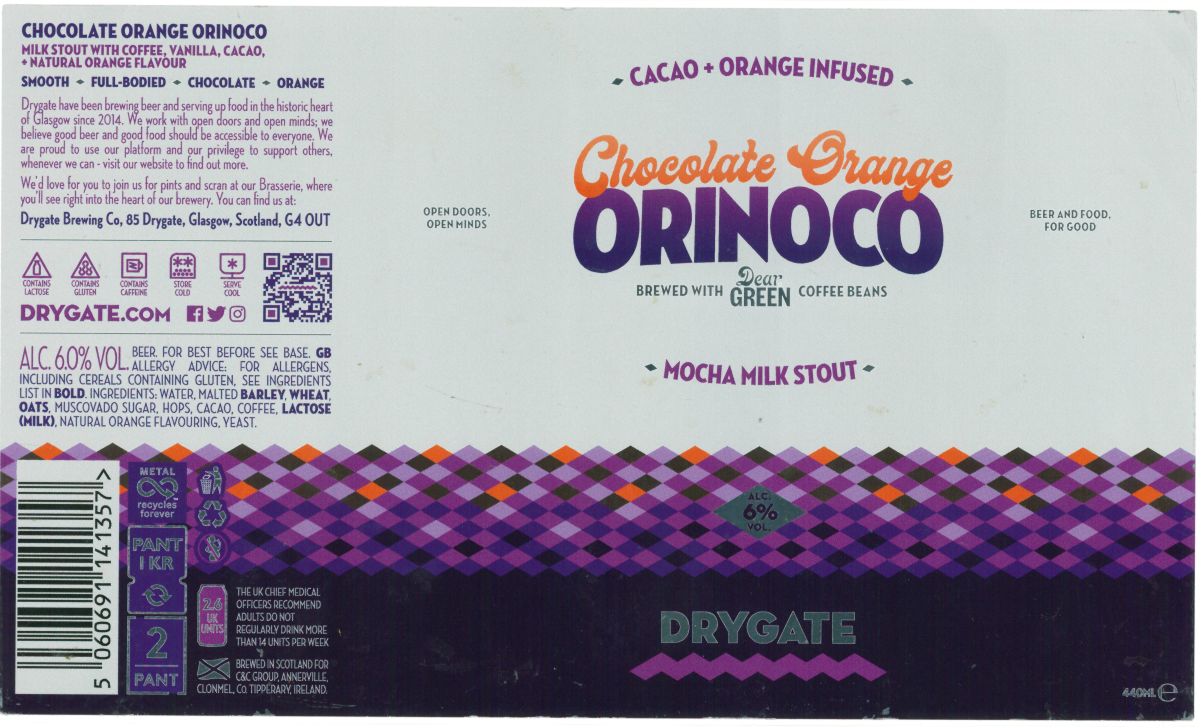 CHOCOLATE ORANGE ORINOCO
MILK STOUT WITH COFFEE, VANILLA, CACAO,
+ NATURAL ORANGE FLAVOUR
SMOOTH FULL-BODIED CHOCOLATE ORANGE
Drygate have been brewing beer and serving up food in the historic heart
of Glasgow since 2014. We work with open doors and open minds; we
believe good beer and good food should be accessible to everyone. We
are proud to use our platform and our privilege to support others,
whenever we can - visit our website to find out more.
We'd love for you to join us for pints and scran at our Brasserie, where
you'll see right into the heart of our brewery. You can find us at:
Drygate Brewing Co, 85 Drygate, Glasgow, Scotland, G4 0UT
CONTAINS
LACTOSE
CONTAINS
GLUTEN
CONTAINS
CAFFEINE
STORE
COLD
SERVE
COOL
DRYGATE.COM
ALC. 6.0% VOL. BEER. FOR BEST BEFORE SEE BASE. GB
ALLERGY ADVICE: FOR ALLERGENS,
INCLUDING CEREALS CONTAINING GLUTEN, SEE INGREDIENTS
LIST IN BOLD. INGREDIENTS: WATER, MALTED BARLEY, WHEAT,
OATS, MUSCOVADO SUGAR, HOPS, CACAO, COFFEE, LACTOSE
(MILK), NATURAL ORANGE FLAVOURING, YEAST.
5 060691 141357 >
METAL
recycles
forever
PANT
1 KR
2
PANT
2.6
UK
UNITS
THE UK CHIEF MEDICAL
OFFICERS RECOMMEND
ADULTS DO NOT
REGULARLY DRINK MORE
THAN 14 UNITS PER WEEK
BREWED IN SCOTLAND FOR
C&C GROUP, ANNERVILLE,
CLONMEL, CO. TIPPERARY, IRELAND.
OPEN DOORS,
OPEN MINDS
CACAO + ORANGE INFUSED
Chocolate Orange
ORINOCO
BREWED WITH Dear GREEN COFFEE BEANS
MOCHA MILK STOUT
BEER AND FOOD,
FOR GOOD
ALC.
6%
VOL.
DRYGATE
440ML e